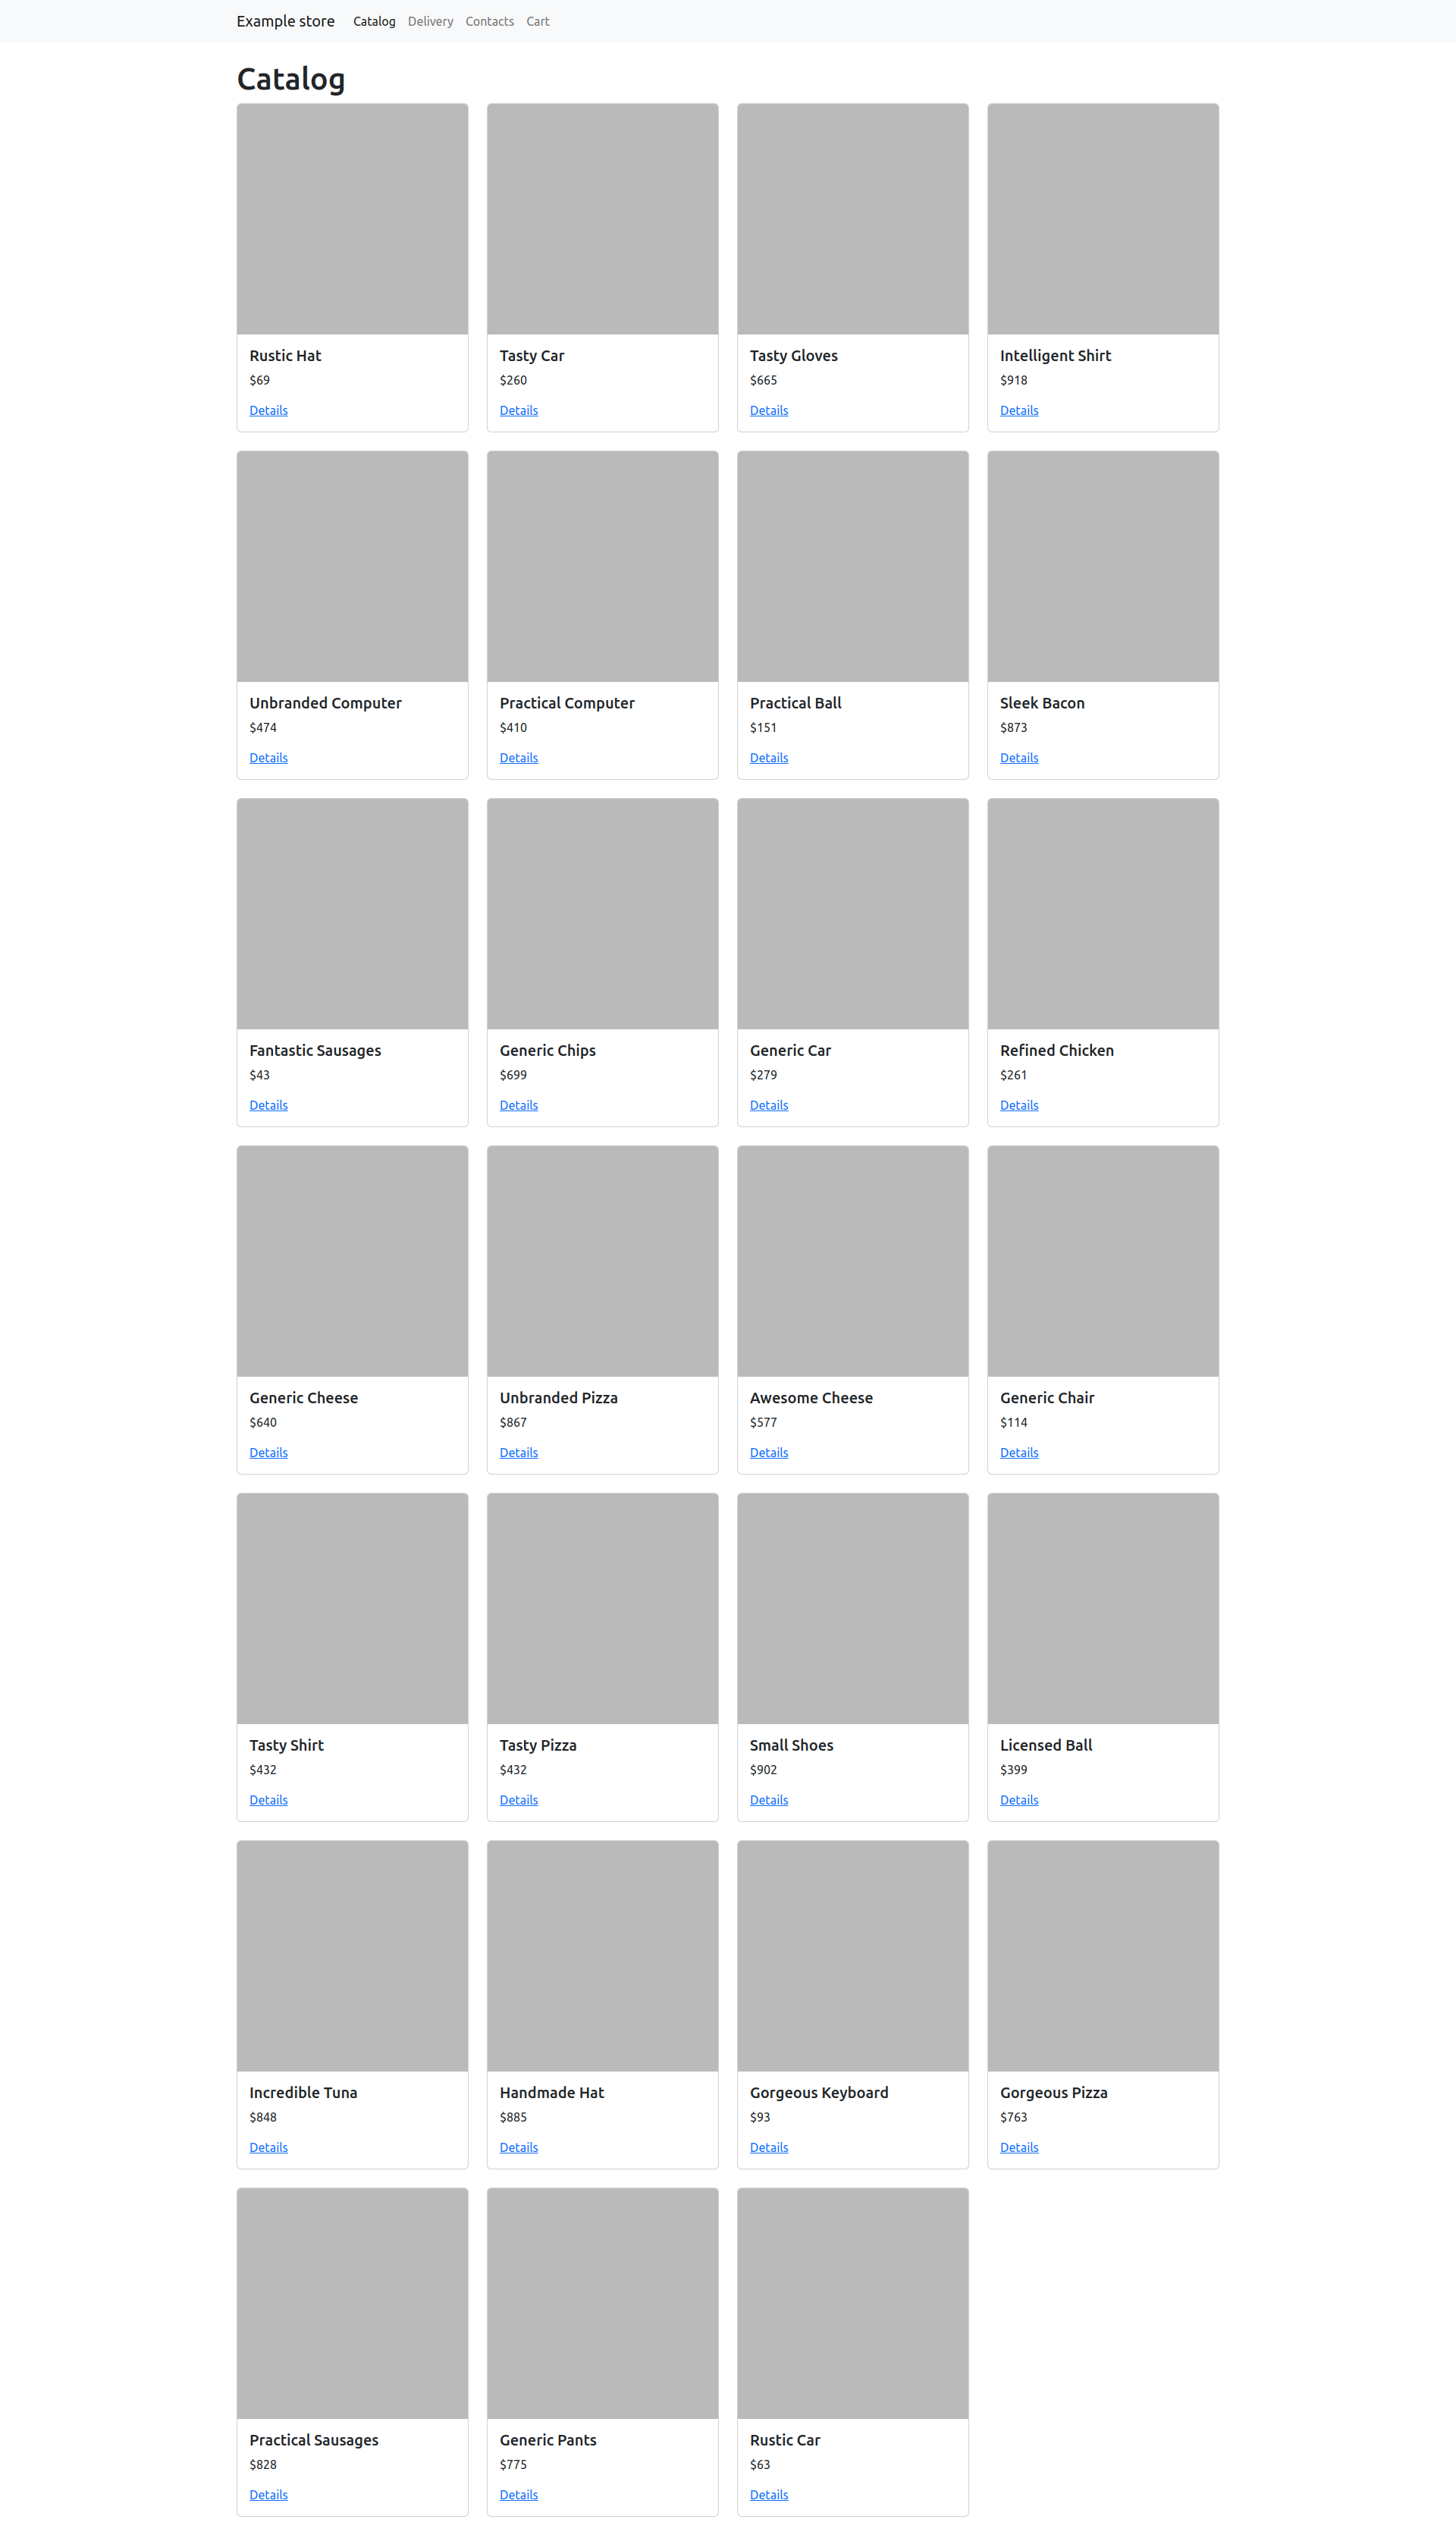 Example store Catalog Delivery Contacts Cart
Catalog
Rustic Hat
$69
Details
Tasty Car
$260
Details
Tasty Gloves
$665
Details
Intelligent Shirt
$918
Details
Unbranded Computer
$474
Details
Practical Computer
$410
Details
Practical Ball
$151
Details
Sleek Bacon
$873
Details
Fantastic Sausages
$43
Details
Generic Chips
$699
Details
Generic Car
$279
Details
Refined Chicken
$261
Details
Generic Cheese
$640
Details
Unbranded Pizza
$867
Details
Awesome Cheese
$577
Details
Generic Chair
$114
Details
Tasty Shirt
$432
Details
Tasty Pizza
$432
Details
Small Shoes
$902
Details
Licensed Ball
$399
Details
Incredible Tuna
$848
Details
Handmade Hat
$885
Details
Gorgeous Keyboard
$93
Details
Gorgeous Pizza
$763
Details
Practical Sausages
$828
Details
Generic Pants
$775
Details
Rustic Car
$63
Details